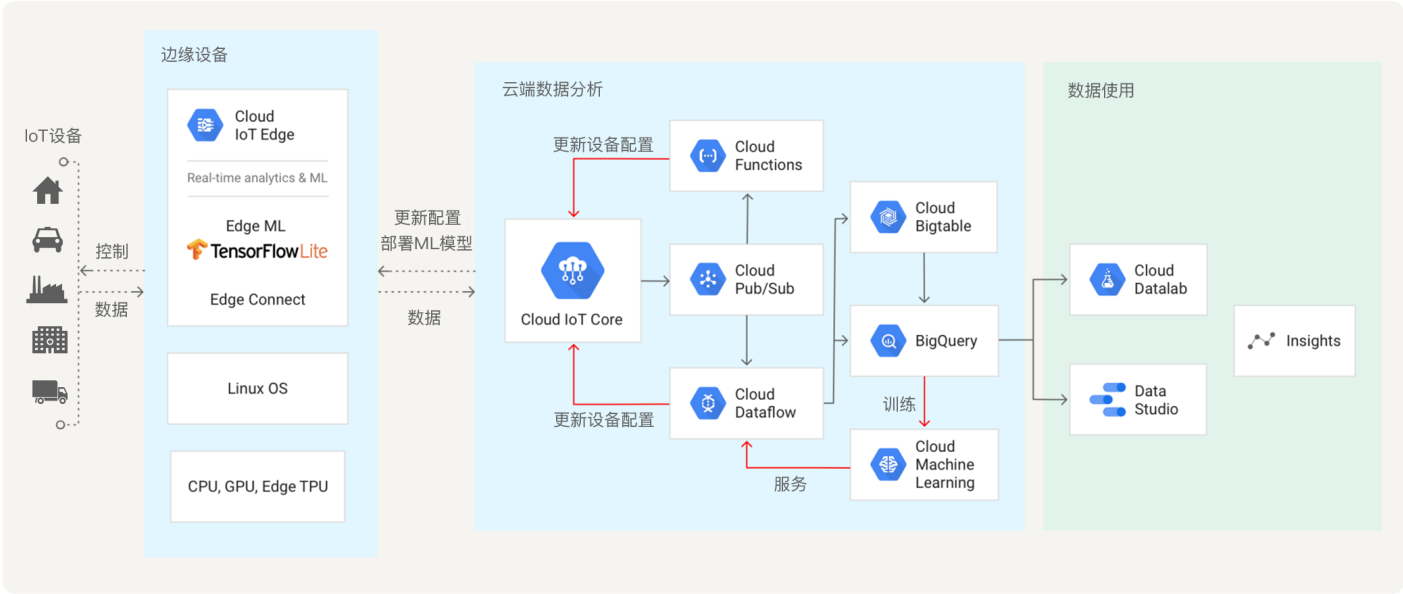 IoT设备
控制
数据
边缘设备
Cloud
IoT Edge
Real-time analytics & ML
Edge ML
TensorFlow Lite
Edge Connect
Linux OS
CPU, GPU, Edge TPU
更新配置
部署ML模型
数据
云端数据分析
更新设备配置
Cloud
Functions
Cloud IoT Core
Cloud
Pub/Sub
更新设备配置
Cloud
Dataflow
Cloud
Bigtable
BigQuery
训练
Cloud
Machine
Learning
服务
数据使用
Cloud
Datalab
Data
Studio
Insights